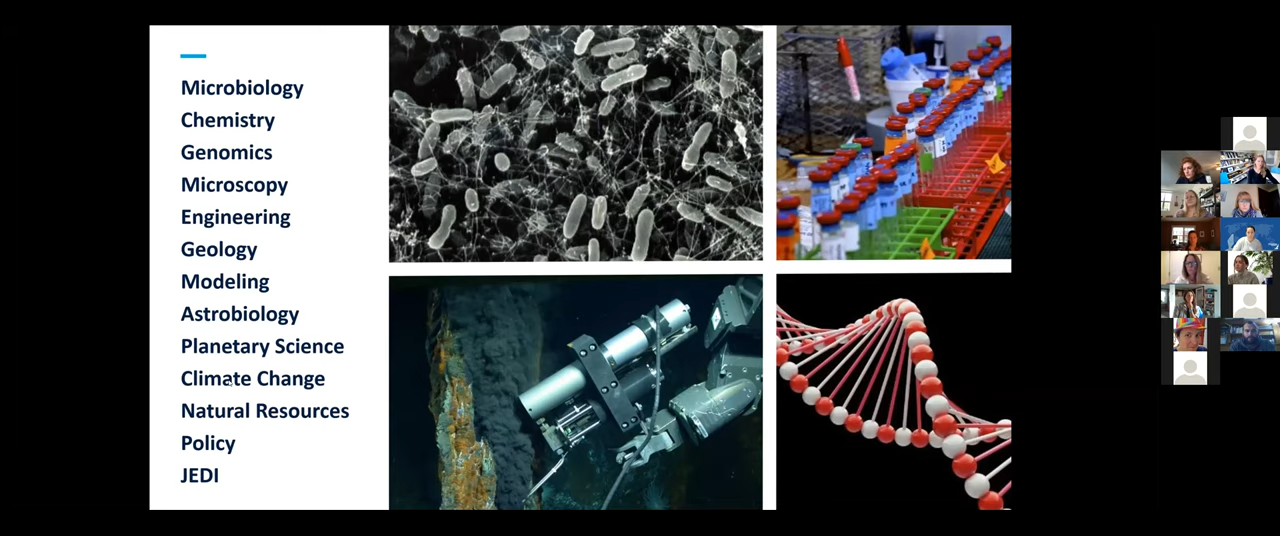 Microbiology
Chemistry
Genomics
Microscopy
Engineering
Geology
Modeling
Astrobiology
Planetary Science
Climate Change
Natural Resources
Policy
JEDI